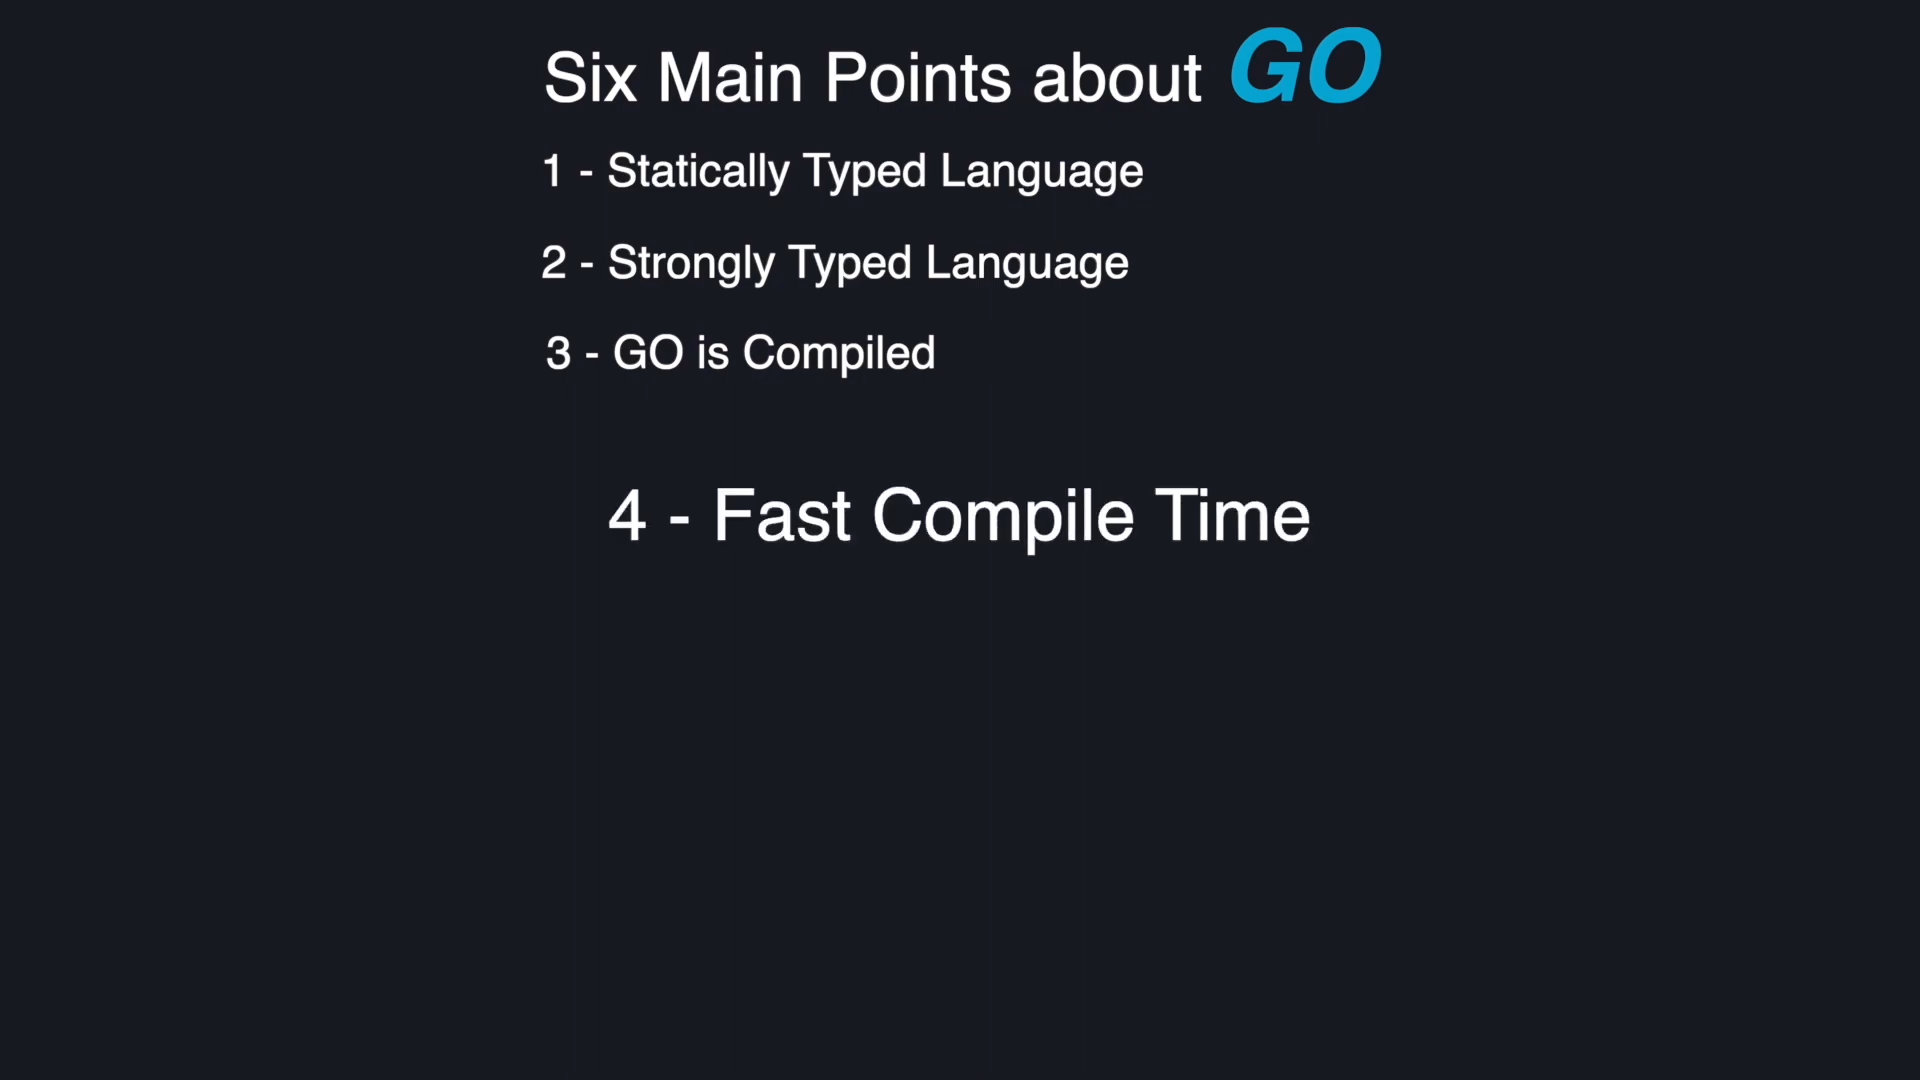 Six Main Points about GO
1 - Statically Typed Language
2 - Strongly Typed Language
3 - GO is Compiled
4 - Fast Compile Time